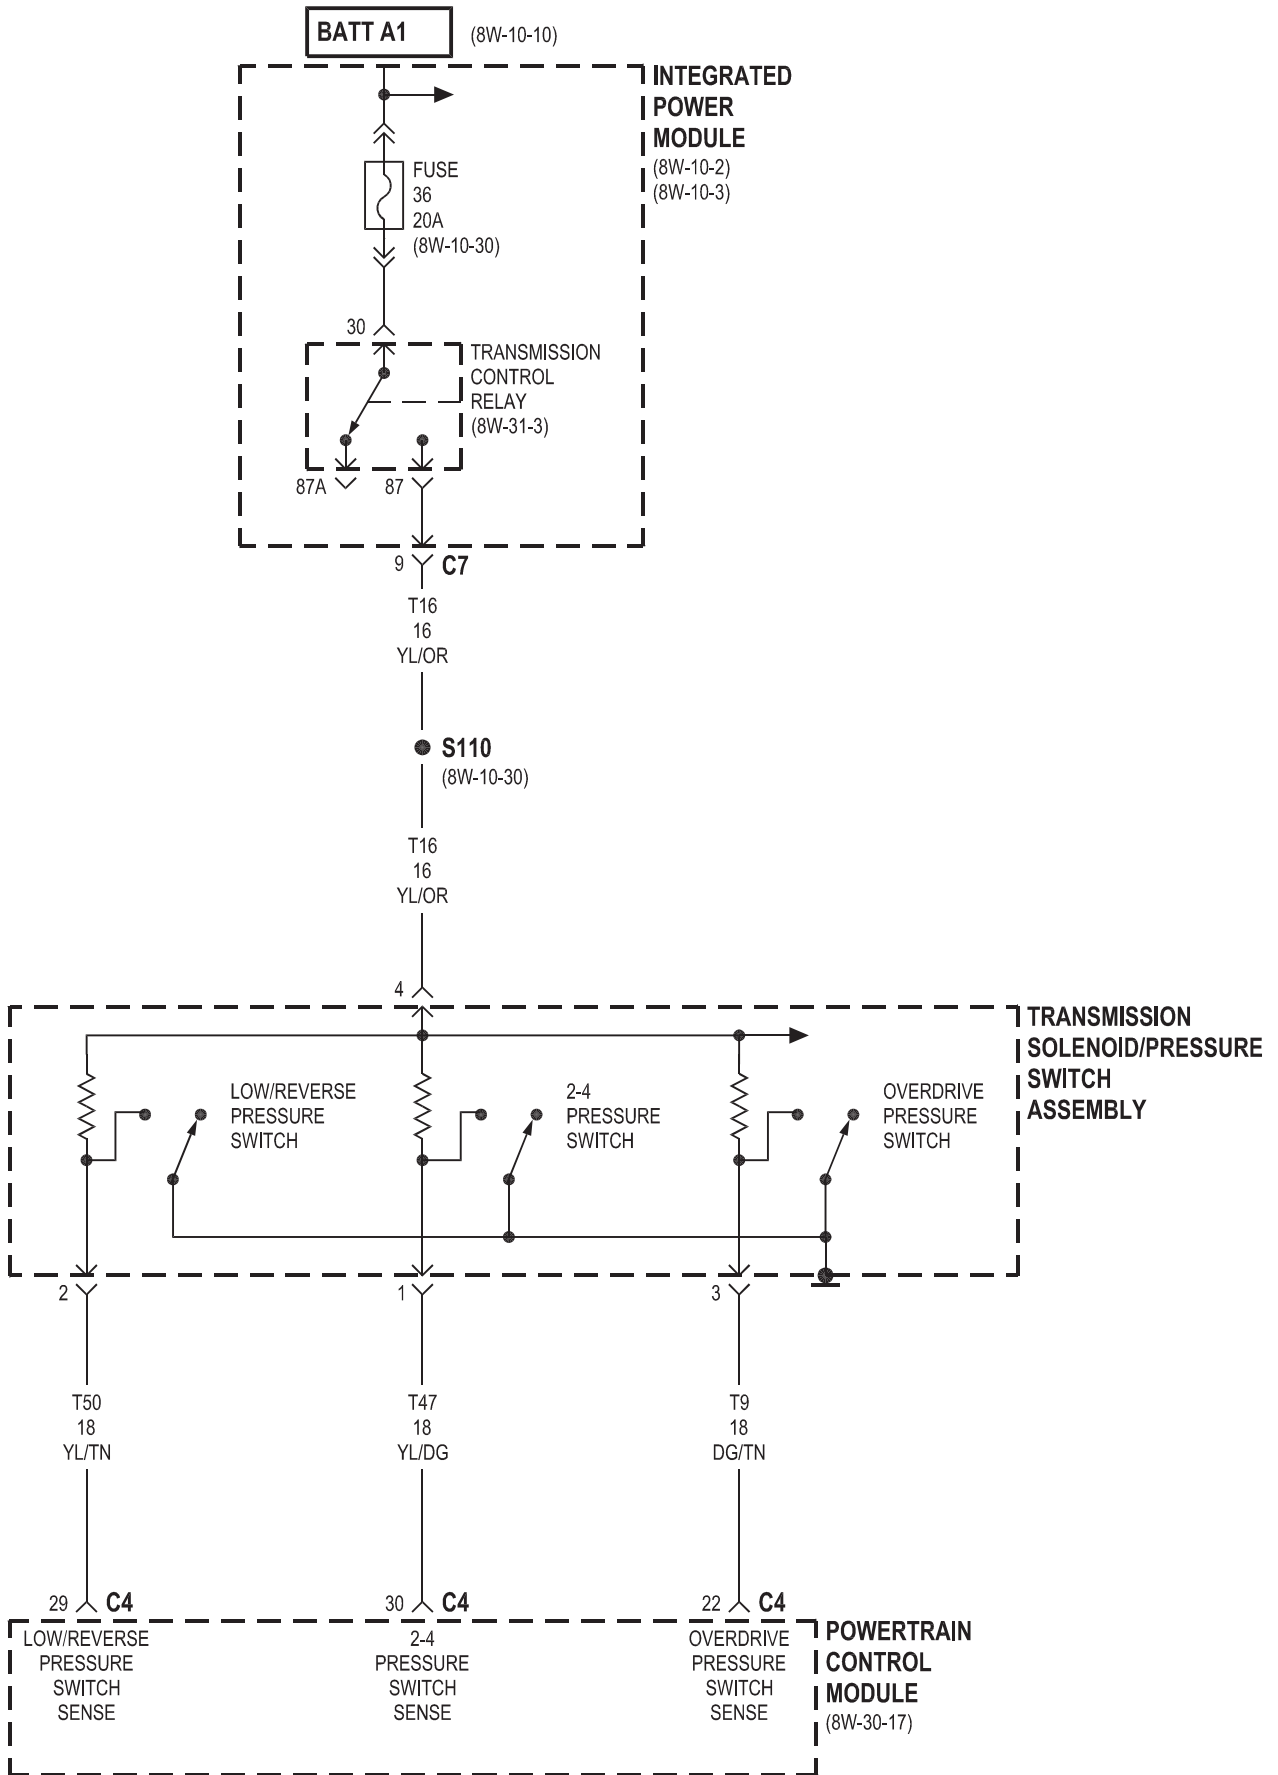 BATT A1 (8W-10-10)
INTEGRATED
POWER
MODULE
(8W-10-2)
(8W-10-3)
FUSE
36
20A
(8W-10-30)
30
TRANSMISSION
CONTROL
RELAY
(8W-31-3)
87A 87
9 C7
T16
16
YL/OR
S110
(8W-10-30)
T16
16
YL/OR
4
TRANSMISSION
SOLENOID/PRESSURE
SWITCH
ASSEMBLY
LOW/REVERSE
PRESSURE
SWITCH
2-4
PRESSURE
SWITCH
OVERDRIVE
PRESSURE
SWITCH
2 1 3
T50
18
YL/TN
T47
18
YL/DG
T9
18
DG/TN
29 C4 30 C4 22 C4
LOW/REVERSE
PRESSURE
SWITCH
SENSE
2-4
PRESSURE
SWITCH
SENSE
OVERDRIVE
PRESSURE
SWITCH
SENSE
POWERTRAIN
CONTROL
MODULE
(8W-30-17)